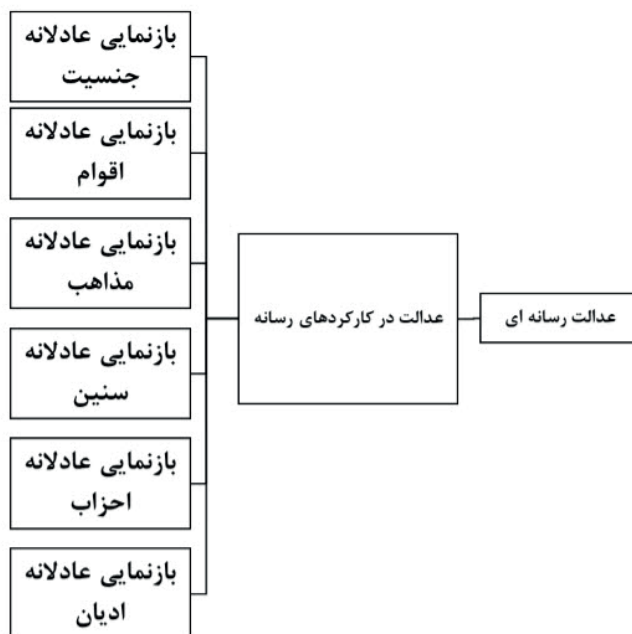 عدالت رسانه ای
عدالت در کارکردهای رسانه
بازنمایی عادلانه
جنسیت
بازنمایی عادلانه
اقوام
بازنمایی عادلانه
مذاهب
بازنمایی عادلانه
سنین
بازنمایی عادلانه
احزاب
بازنمایی عادلانه
ادیان